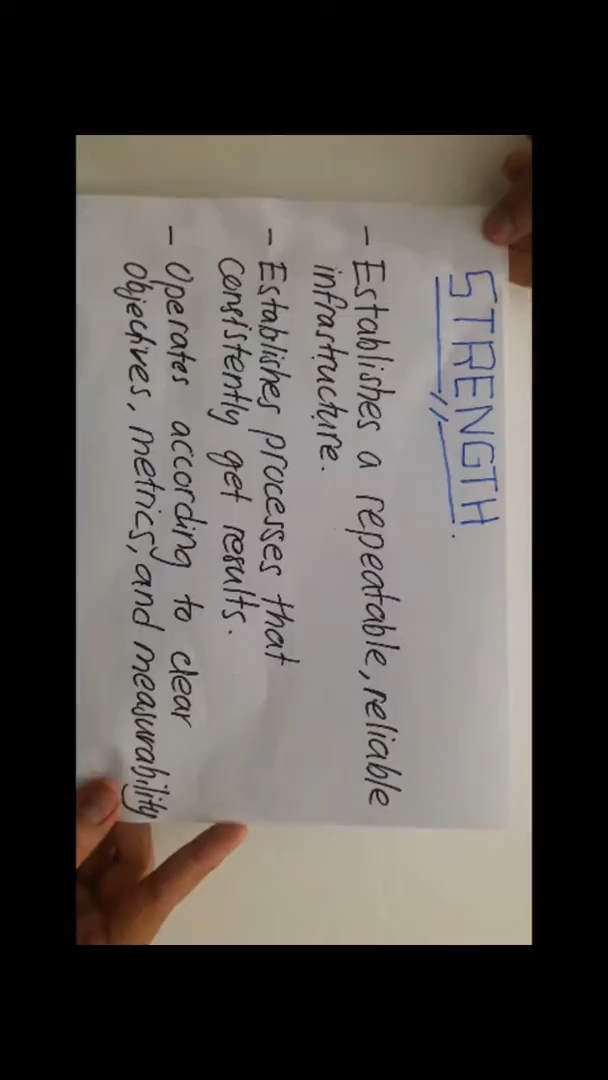 STRENGTH.
- Establishes a repeatable, reliable
infrastructure.
- Establishes processes that
consistently get results.
- Operates according to clear
objectives, metrics, and measurability